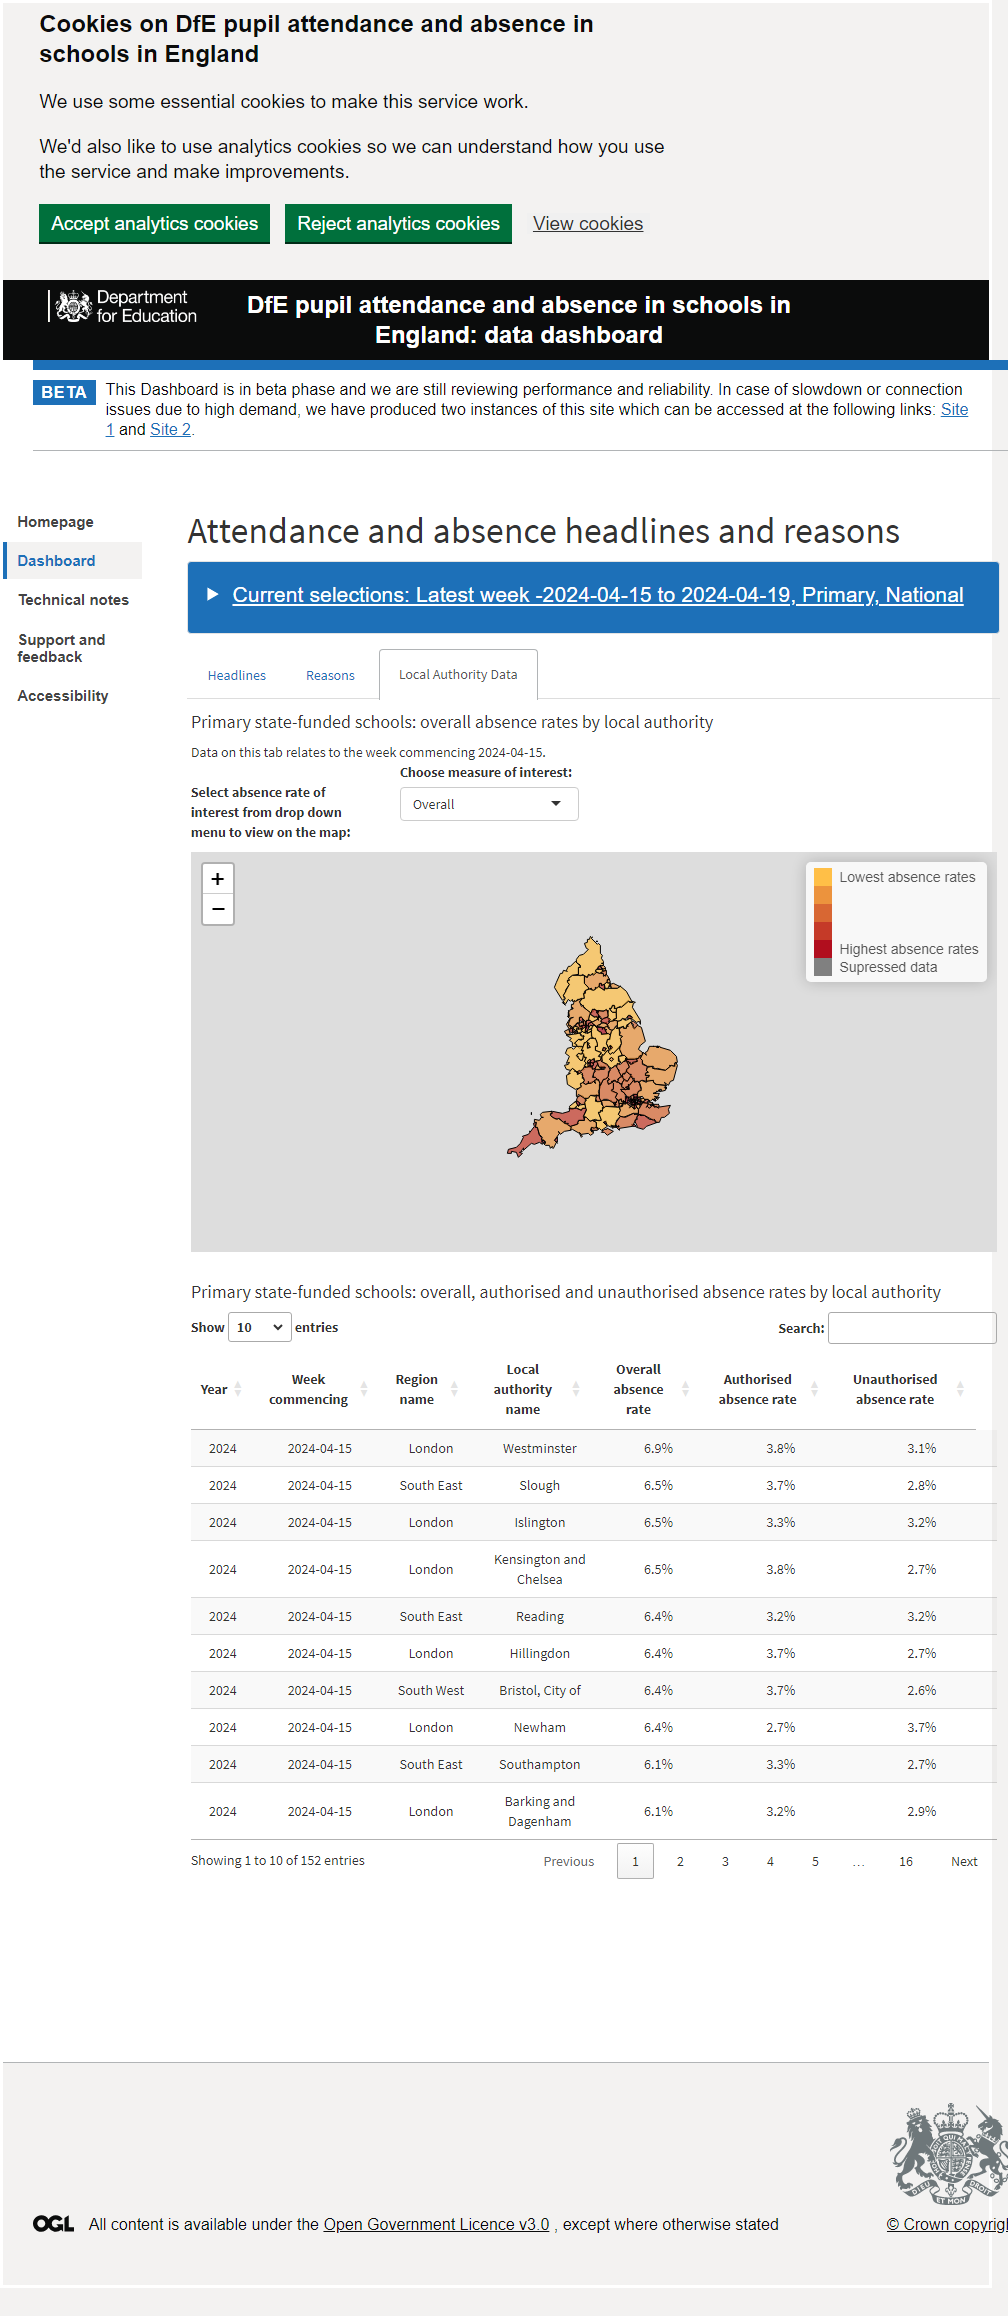 Cookies on DfE pupil attendance and absence in
schools in England
We use some essential cookies to make this service work.
We'd also like to use analytics cookies so we can understand how you use
the service and make improvements.
Accept analytics cookies Reject analytics cookies View cookies
Department
for Education
DfE pupil attendance and absence in schools in
England: data dashboard
BETA
This Dashboard is in beta phase and we are still reviewing performance and reliability. In case of slowdown or connection
issues due to high demand, we have produced two instances of this site which can be accessed at the following links: Site
1 and Site 2.
Homepage
Dashboard
Technical notes
Support and
feedback
Accessibility
Attendance and absence headlines and reasons
Current selections: Latest week -2024-04-15 to 2024-04-19, Primary, National
Headlines Reasons Local Authority Data
Primary state-funded schools: overall absence rates by local authority
Data on this tab relates to the week commencing 2024-04-15.
Select absence rate of
interest from drop down
menu to view on the map:
Choose measure of interest:
Overall
+
−
Lowest absence rates
Highest absence rates
Supressed data
Primary state-funded schools: overall, authorised and unauthorised absence rates by local authority
Show 10 entries
Search:
Year Week commencing Region name Local authority name Overall absence rate Authorised absence rate Unauthorised absence rate
2024 2024-04-15 London Westminster 6.9% 3.8% 3.1%
2024 2024-04-15 South East Slough 6.5% 3.7% 2.8%
2024 2024-04-15 London Islington 6.5% 3.3% 3.2%
2024 2024-04-15 London Kensington and Chelsea 6.5% 3.8% 2.7%
2024 2024-04-15 South East Reading 6.4% 3.2% 3.2%
2024 2024-04-15 London Hillingdon 6.4% 3.7% 2.7%
2024 2024-04-15 South West Bristol, City of 6.4% 3.7% 2.6%
2024 2024-04-15 London Newham 6.4% 2.7% 3.7%
2024 2024-04-15 South East Southampton 6.1% 3.3% 2.7%
2024 2024-04-15 London Barking and Dagenham 6.1% 3.2% 2.9%
Showing 1 to 10 of 152 entries
Previous 1 2 3 4 5 … 16 Next
OGL All content is available under the Open Government Licence v3.0 , except where otherwise stated
© Crown